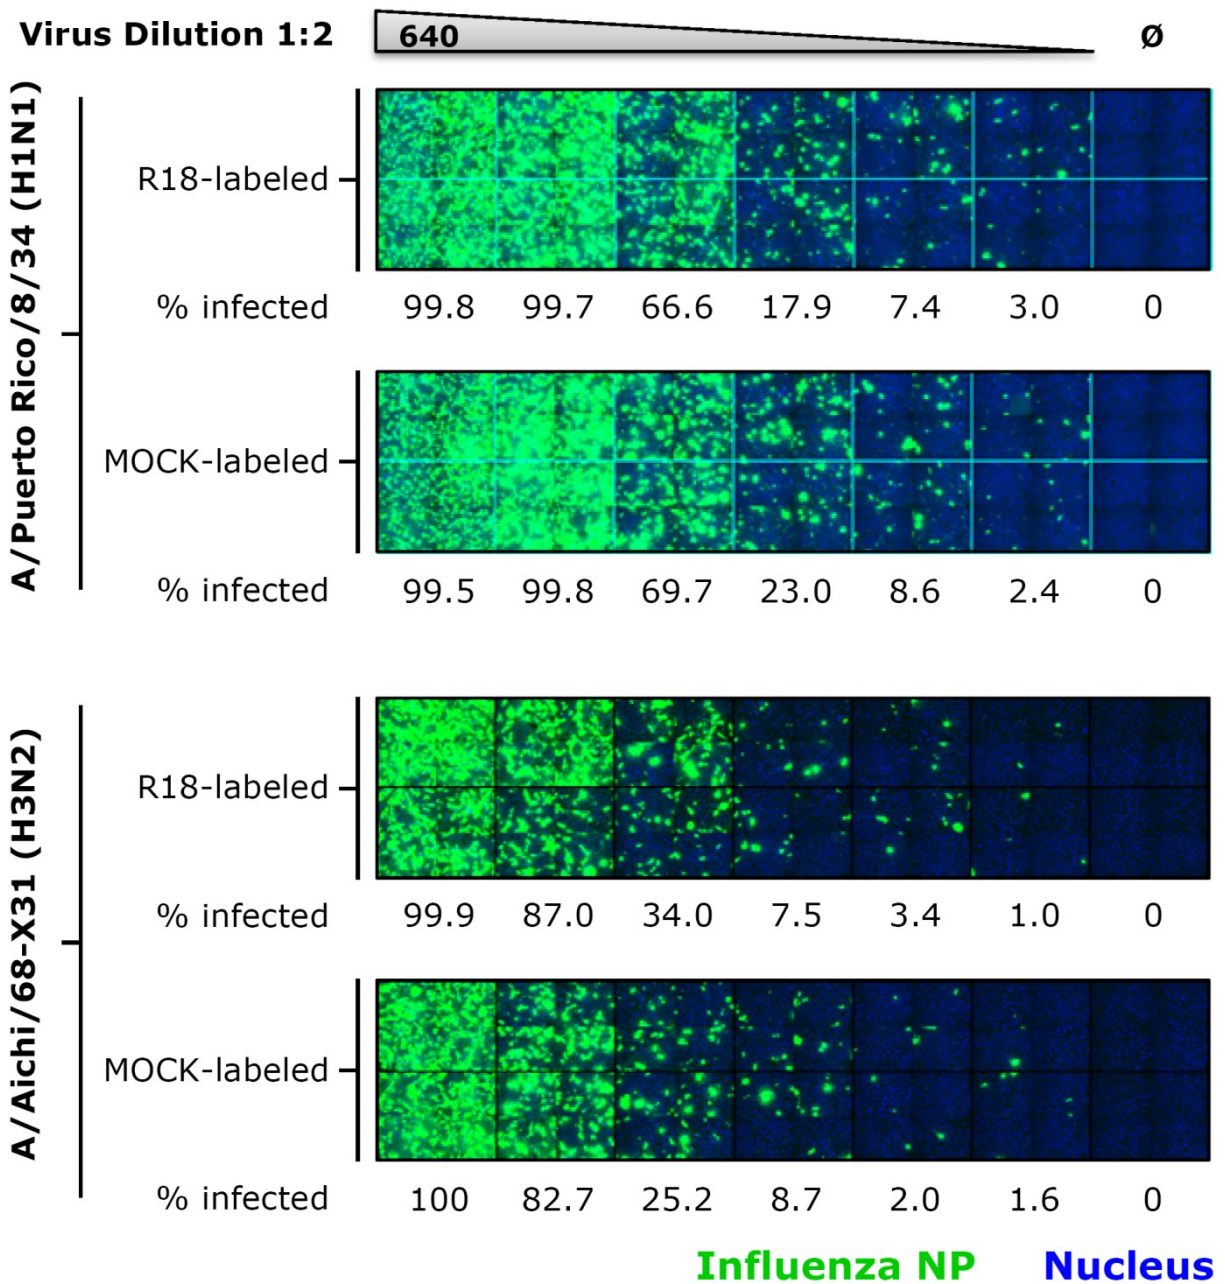 Virus Dilution 1:2 640 Ø
A/Puerto Rico/8/34 (H1N1)
R18-labeled
% infected 99.8 99.7 66.6 17.9 7.4 3.0 0
MOCK-labeled
% infected 99.5 99.8 69.7 23.0 8.6 2.4 0
A/Aichi/68-X31 (H3N2)
R18-labeled
% infected 99.9 87.0 34.0 7.5 3.4 1.0 0
MOCK-labeled
% infected 100 82.7 25.2 8.7 2.0 1.6 0
Influenza NP Nucleus